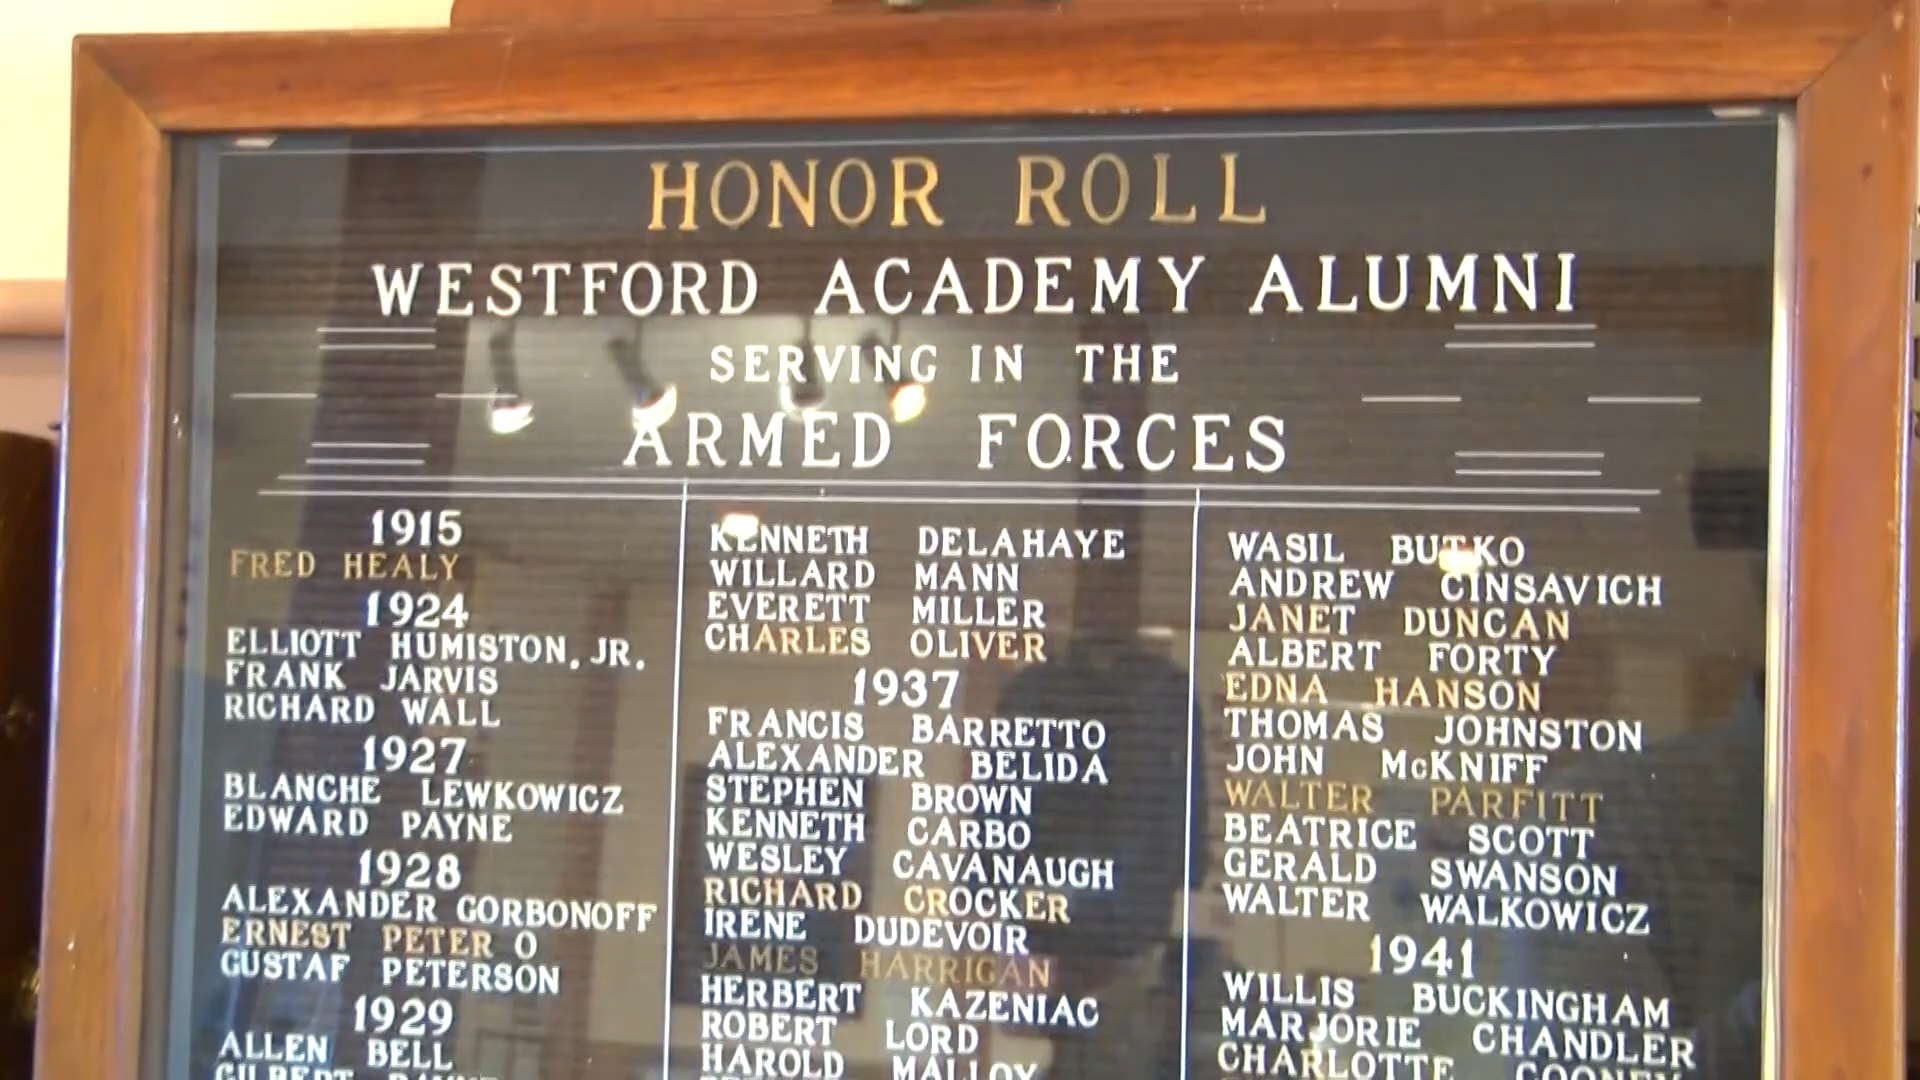 HONOR ROLL
WESTFORD ACADEMY ALUMNI
SERVING IN THE
ARMED FORCES
1915
FRED HEALY
1924
ELLIOTT HUMISTON, JR.
FRANK JARVIS
RICHARD WALL
1927
BLANCHE LEWKOWICZ
EDWARD PAYNE
1928
ALEXANDER GORBONOFF
ERNEST PETER O
GUSTAF PETERSON
1929
ALLEN BELL
GILBERT
KENNETH DELAHAYE
WILLARD MANN
EVERETT MILLER
CHARLES OLIVER
1937
FRANCIS BARRETTO
ALEXANDER BELIDA
STEPHEN BROWN
KENNETH CARBO
WESLEY CAVANAUGH
RICHARD CROCKER
IRENE DUDEVOIR
JAMES HARRIGAN
HERBERT KAZENIAC
ROBERT LORD
HAROLD MALLOY
WASIL BUTKO
ANDREW CINSAVICH
JANET DUNCAN
ALBERT FORTY
EDNA HANSON
THOMAS JOHNSTON
JOHN McKNIFF
WALTER PARFITT
BEATRICE SCOTT
GERALD SWANSON
WALTER WALKOWICZ
1941
WILLIS BUCKINGHAM
MARJORIE CHANDLER
CHARLOTTE COONEY